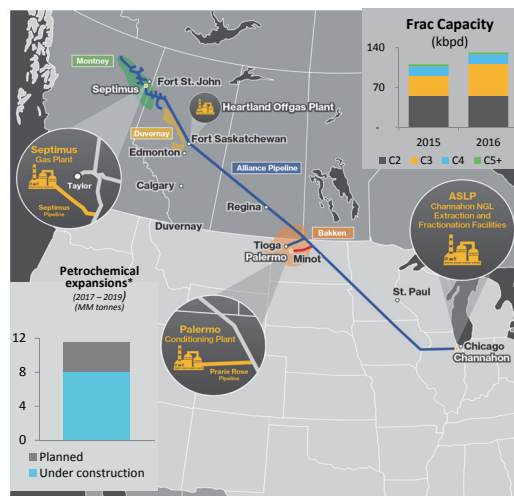 Frac Capacity
(kbpd)
140
70
-
2015
2016
C2
C3
C4
C5+
Montney
Fort St. John
Septimus
Heartland Offgas Plant
Duvernay
Fort Saskatchewan
Edmonton
Septimus
Gas Plant
Taylor
Septimus
Pipeline
Calgary
Alliance Pipeline
Regina
Duvernay
Bakken
Tioga
Palermo
Minot
ASLP
Channahon NGL
Extraction and
Fractionation Facilities
St. Paul
Chicago
Channahon
Palermo
Conditioning Plant
Prarie Rose
Pipeline
Petrochemical
expansions*
(2017 – 2019)
(MM tonnes)
12
8
4
0
Planned
Under construction